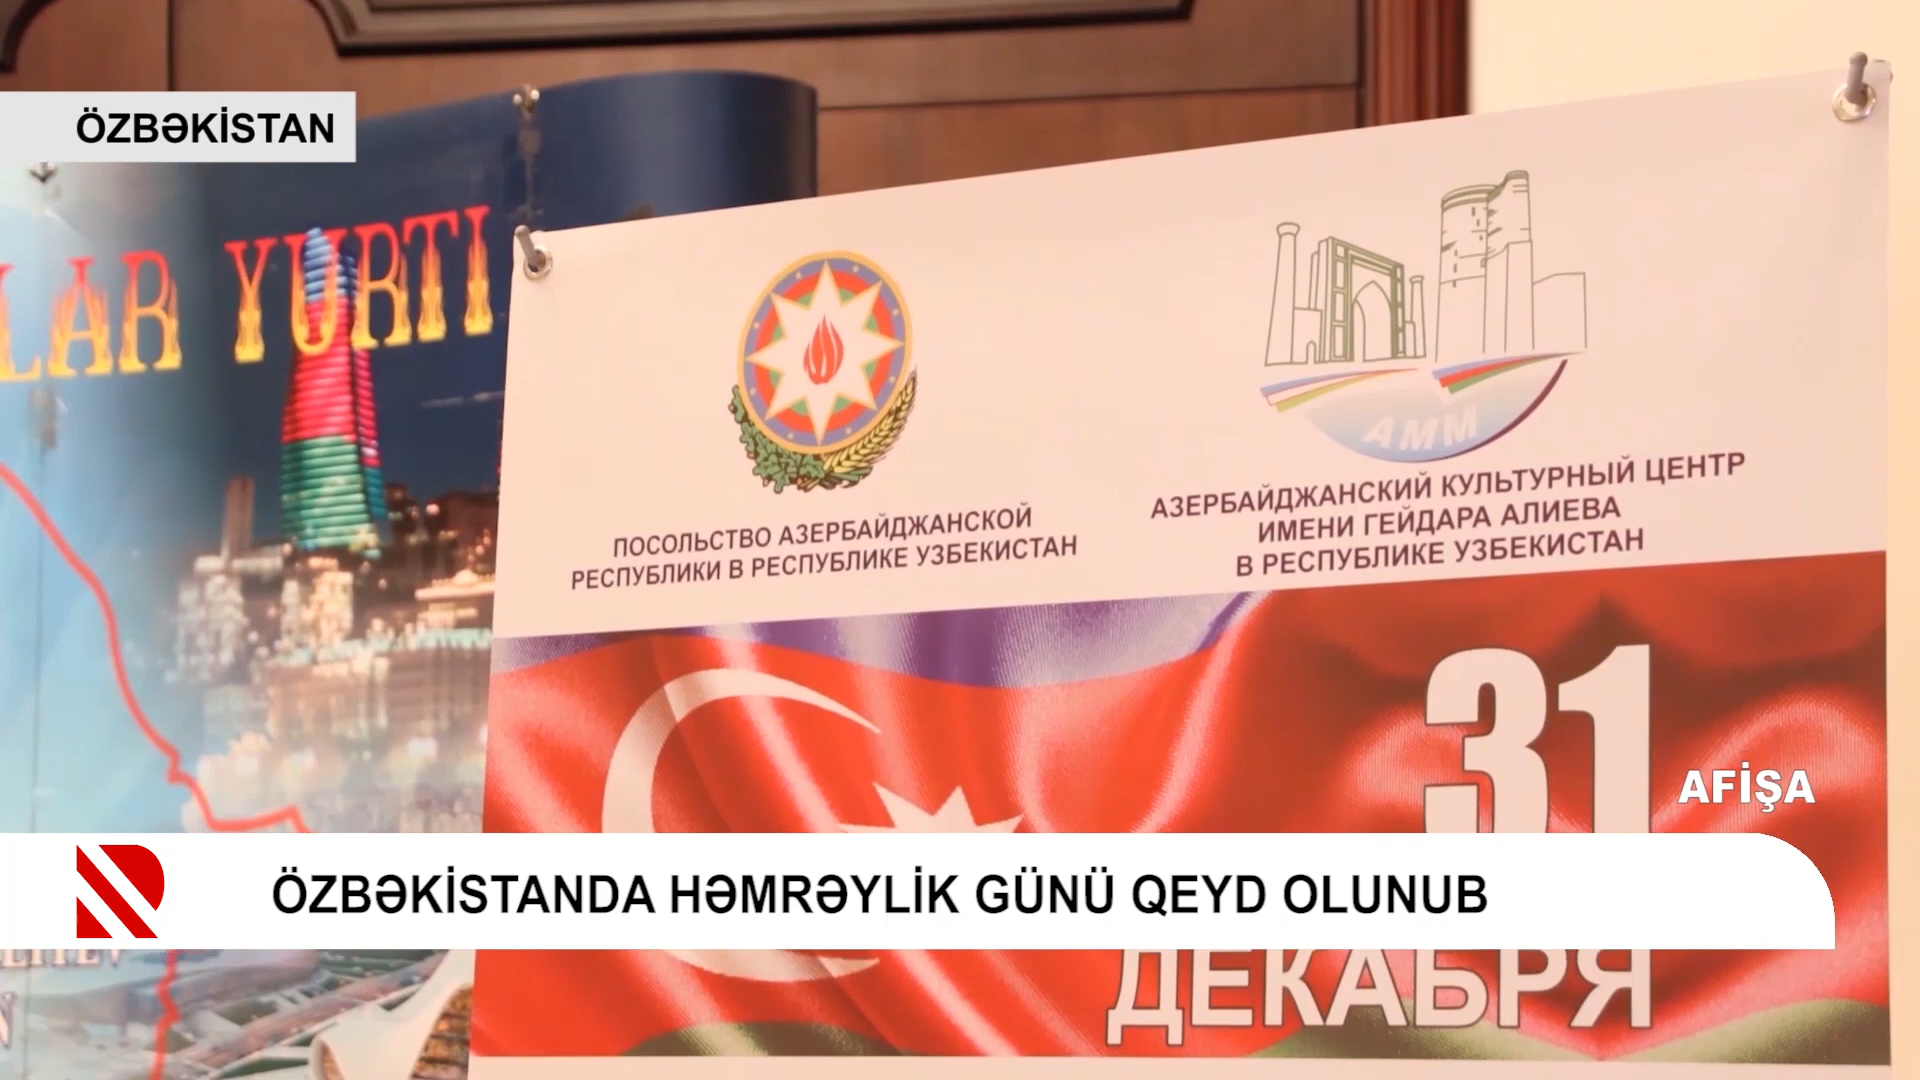 ÖZBƏKİSTAN
LAR YURTI
АММ
ПОСОЛЬСТВО АЗЕРБАЙДЖАНСКОЙ
РЕСПУБЛИКИ В РЕСПУБЛИКЕ УЗБЕКИСТАН
АЗЕРБАЙДЖАНСКИЙ КУЛЬТУРНЫЙ ЦЕНТР
ИМЕНИ ГЕЙДАРА АЛИЕВА
В РЕСПУБЛИКЕ УЗБЕКИСТАН
31
AFİŞA
ÖZBƏKİSTANDA HƏMRƏYLİK GÜNÜ QEYD OLUNUB
ДЕКАБРЯ